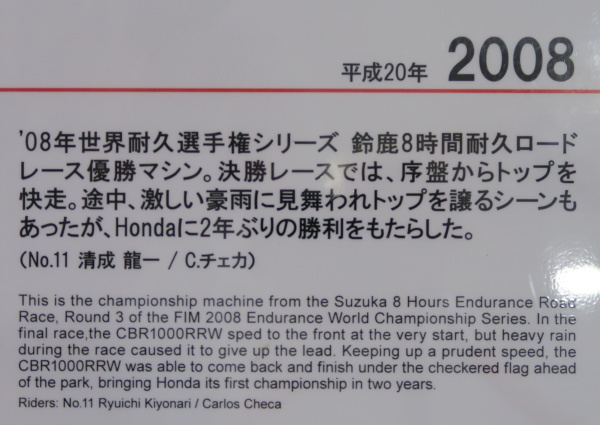 平成20年 2008
'08年世界耐久選手権シリーズ 鈴鹿8時間耐久ロード
レース優勝マシン。決勝レースでは、序盤からトップを
快走。途中、激しい豪雨に見舞われトップを譲るシーンも
あったが、Hondaに2年ぶりの勝利をもたらした。
（No.11 清成 龍一 / C.チェカ）
This is the championship machine from the Suzuka 8 Hours Endurance Road
Race, Round 3 of the FIM 2008 Endurance World Championship Series. In the
final race,the CBR1000RRW sped to the front at the very start, but heavy rain
during the race caused it to give up the lead. Keeping up a prudent speed, the
CBR1000RRW was able to come back and finish under the checkered flag ahead
of the park, bringing Honda its first championship in two years.
Riders: No.11 Ryuichi Kiyonari / Carlos Checa